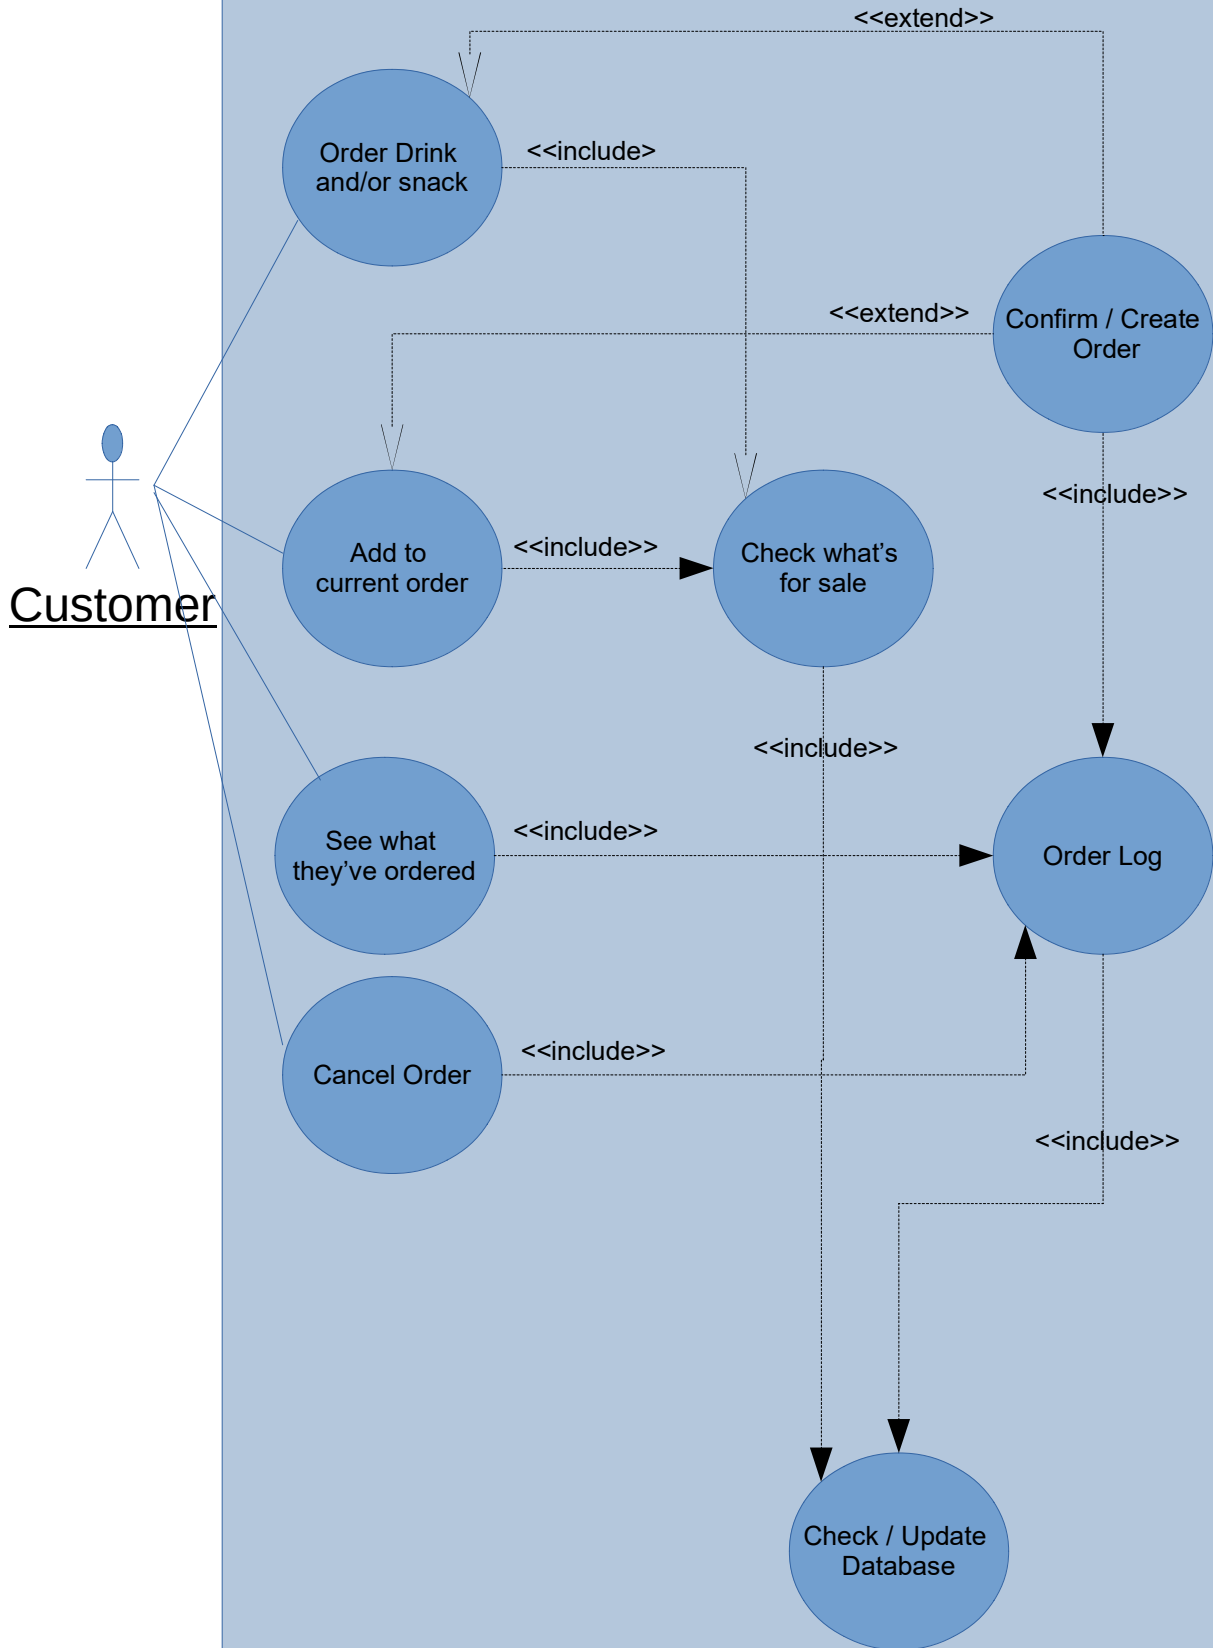 <<extend>>
Order Drink
and/or snack
<<include>
<<extend>>
Confirm / Create
Order
<<include>>
Add to
current order
<<include>>
Check what's
for sale
Customer
<<include>>
See what
they've ordered
<<include>>
Order Log
Cancel Order
<<include>>
<<include>>
Check / Update
Database